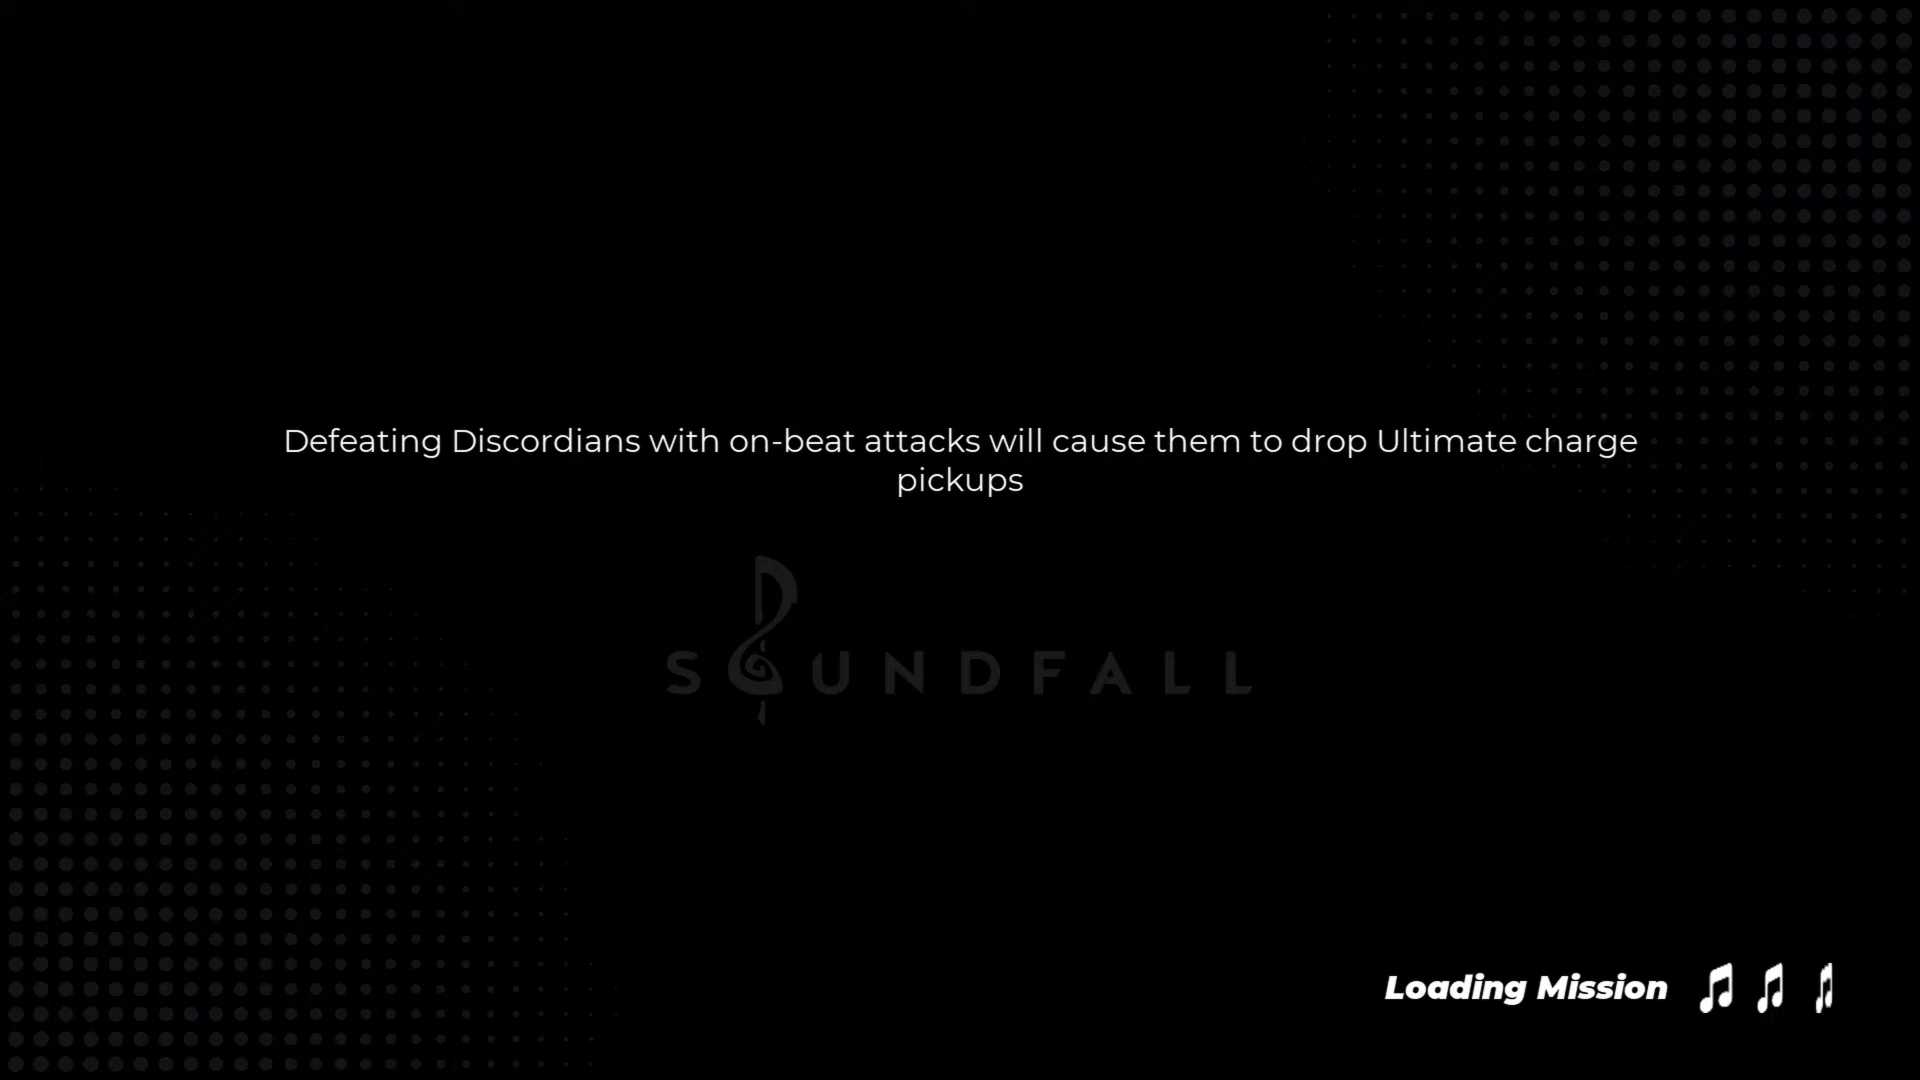 Defeating Discordians with on-beat attacks will cause them to drop Ultimate charge
pickups
SOUNDFALL
Loading Mission